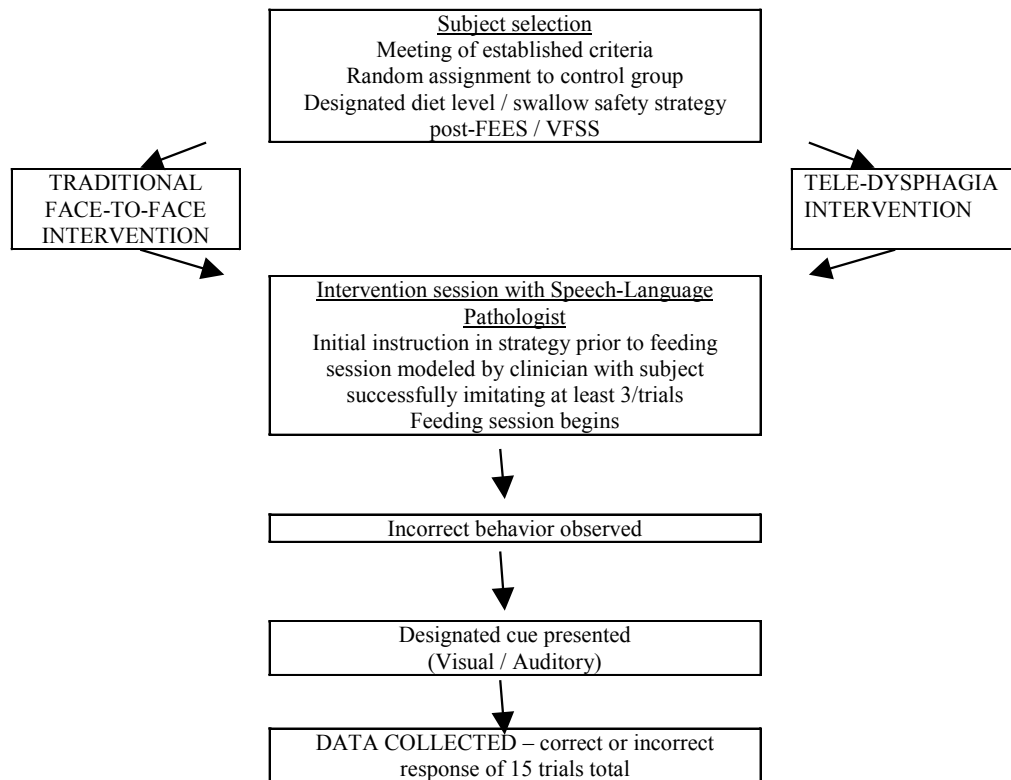 Subject selection
Meeting of established criteria
Random assignment to control group
Designated diet level / swallow safety strategy
post-FEES / VFSS
TRADITIONAL
FACE-TO-FACE
INTERVENTION
TELE-DYSPHAGIA
INTERVENTION
Intervention session with Speech-Language
Pathologist
Initial instruction in strategy prior to feeding
session modeled by clinician with subject
successfully imitating at least 3/trials
Feeding session begins
Incorrect behavior observed
Designated cue presented
(Visual / Auditory)
DATA COLLECTED – correct or incorrect
response of 15 trials total